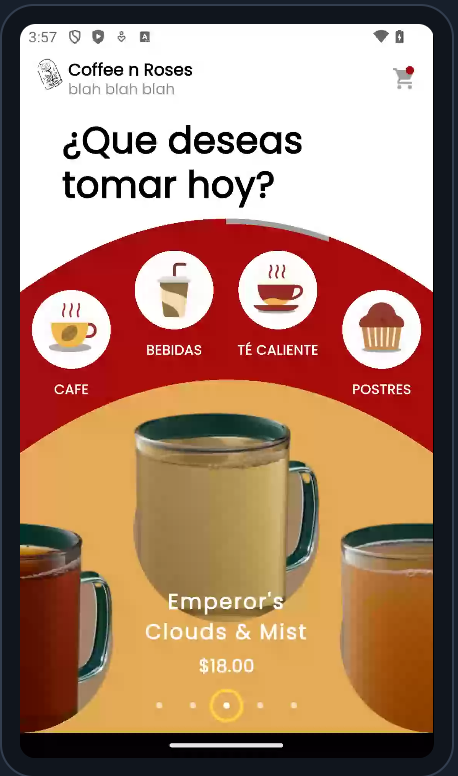 3:57
A
Coffee n Roses
blah blah blah
¿Que deseas
tomar hoy?
BEBIDAS
TÉ CALIENTE
CAFE
POSTRES
Emperor's
Clouds & Mist
$18.00